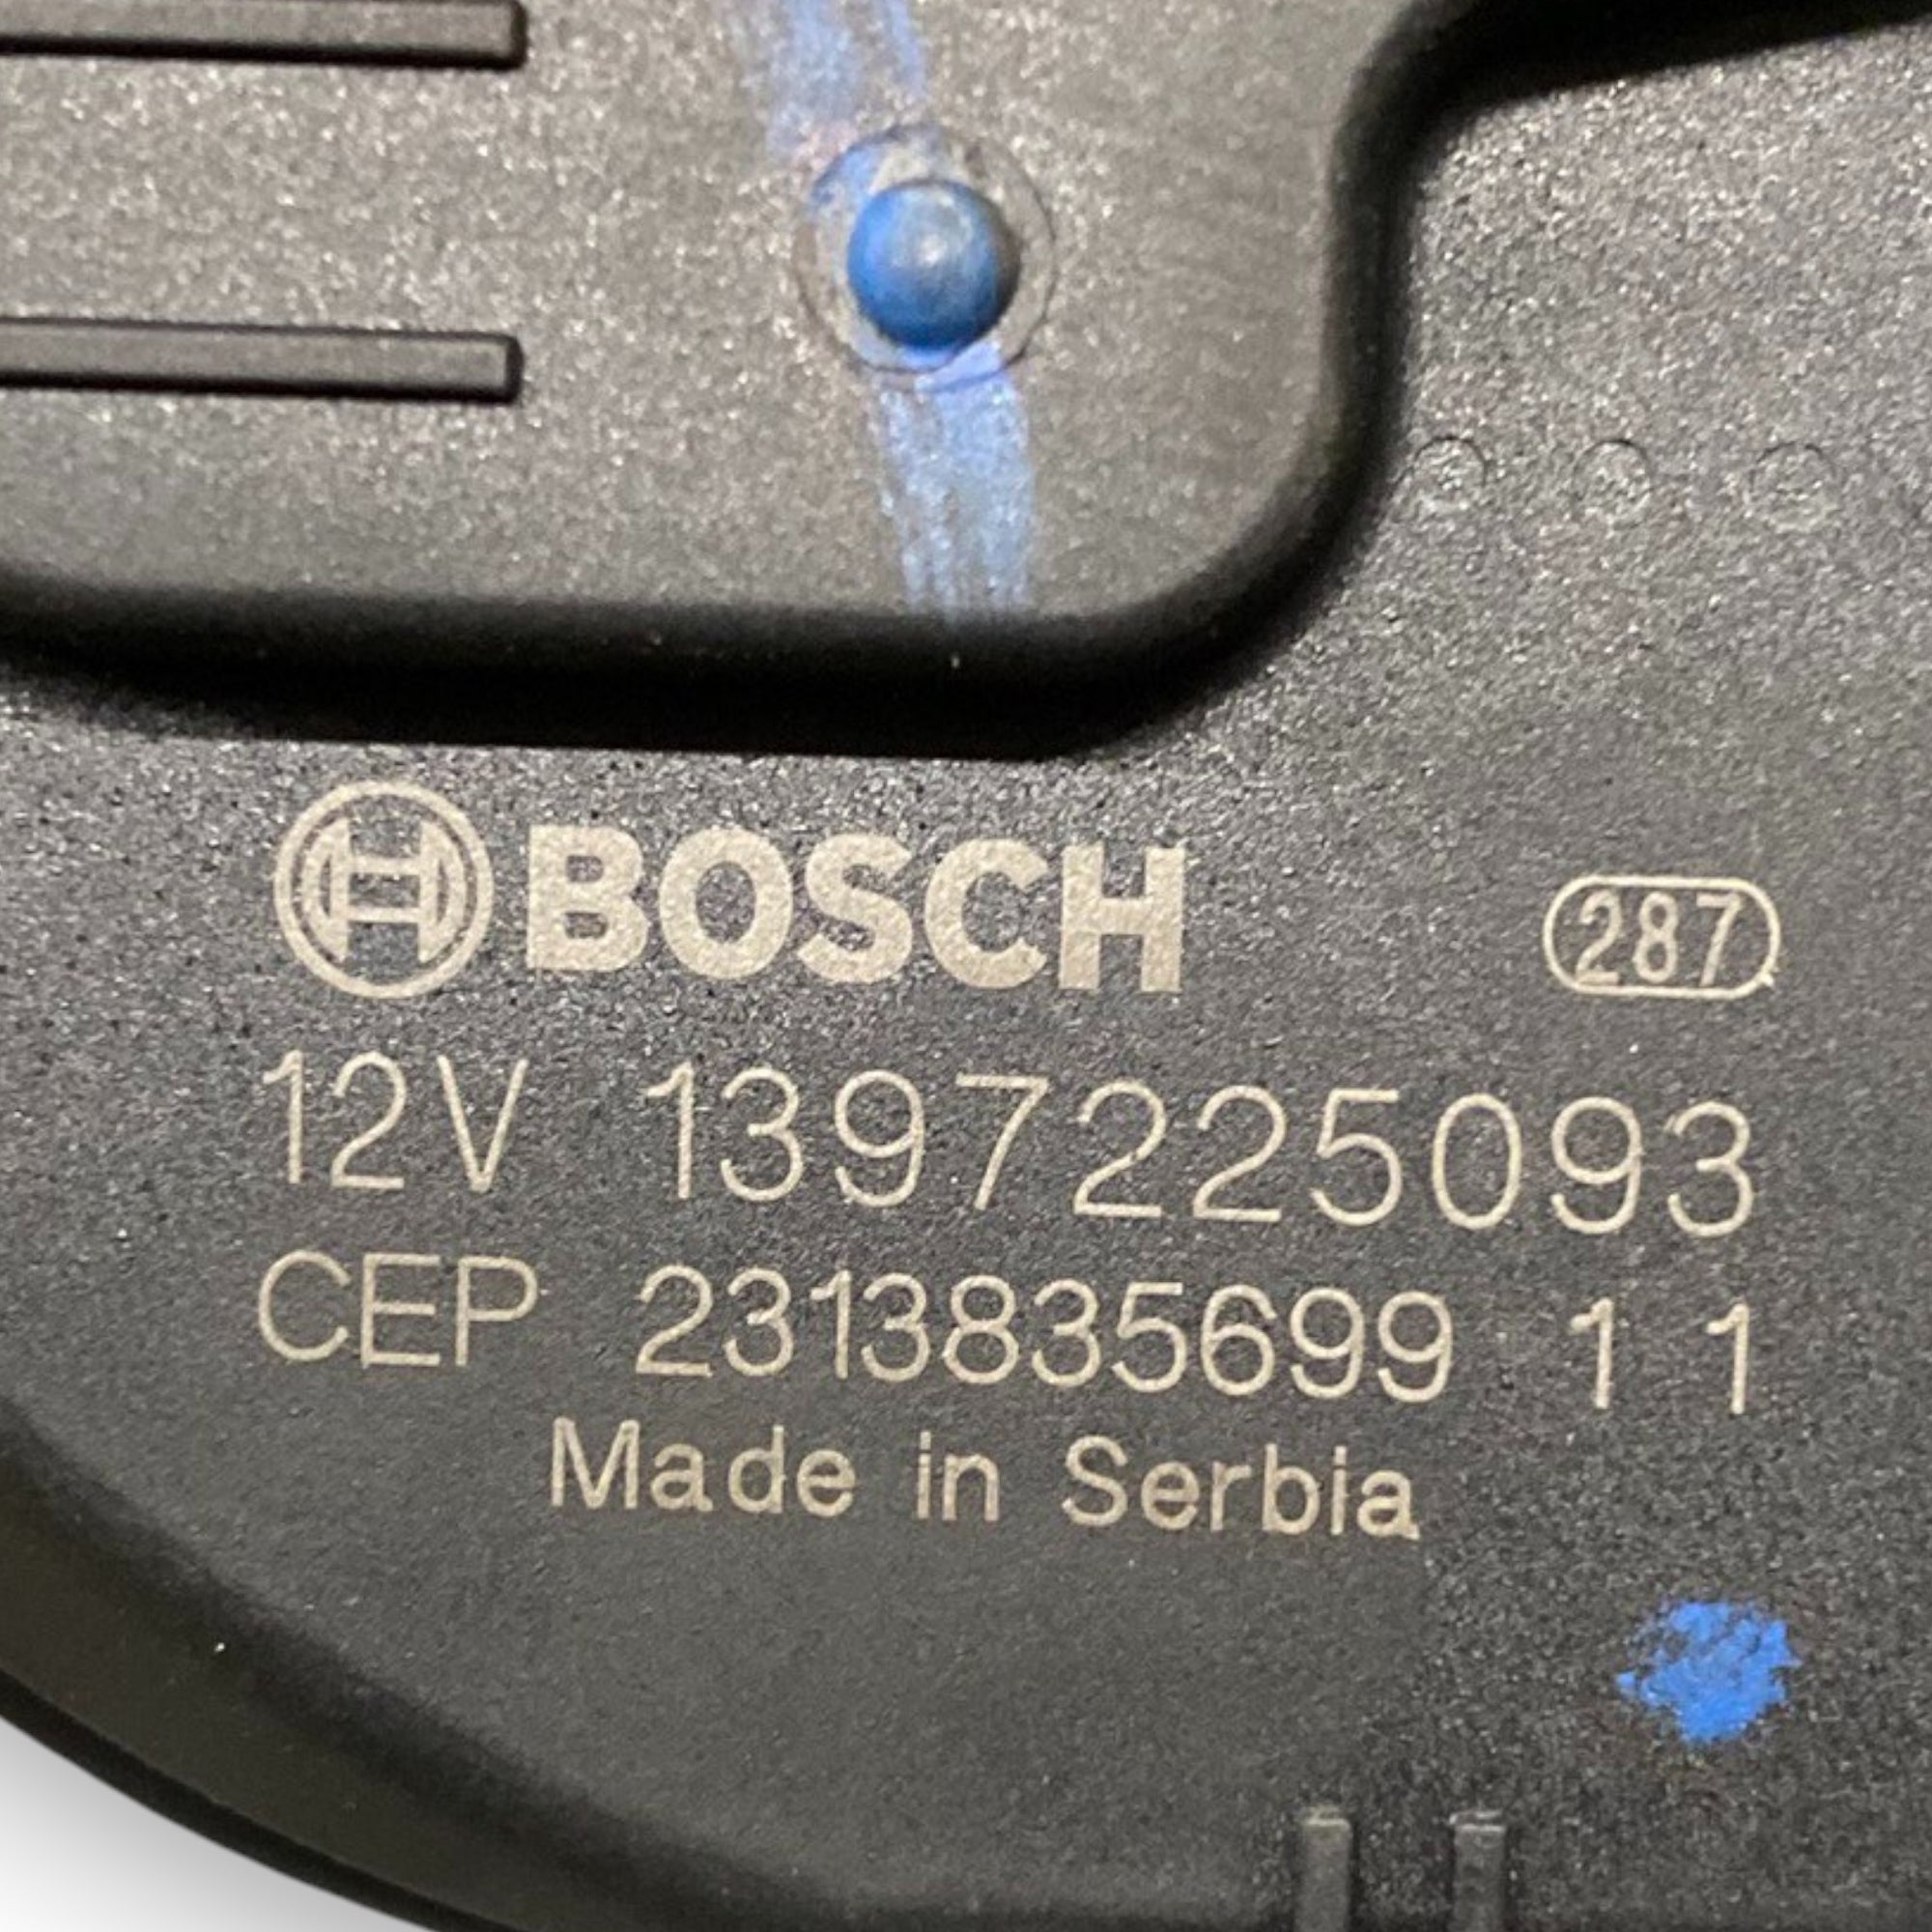 BOSCH 287
12V 1397225093
CEP 2313835699 1 1
Made in Serbia